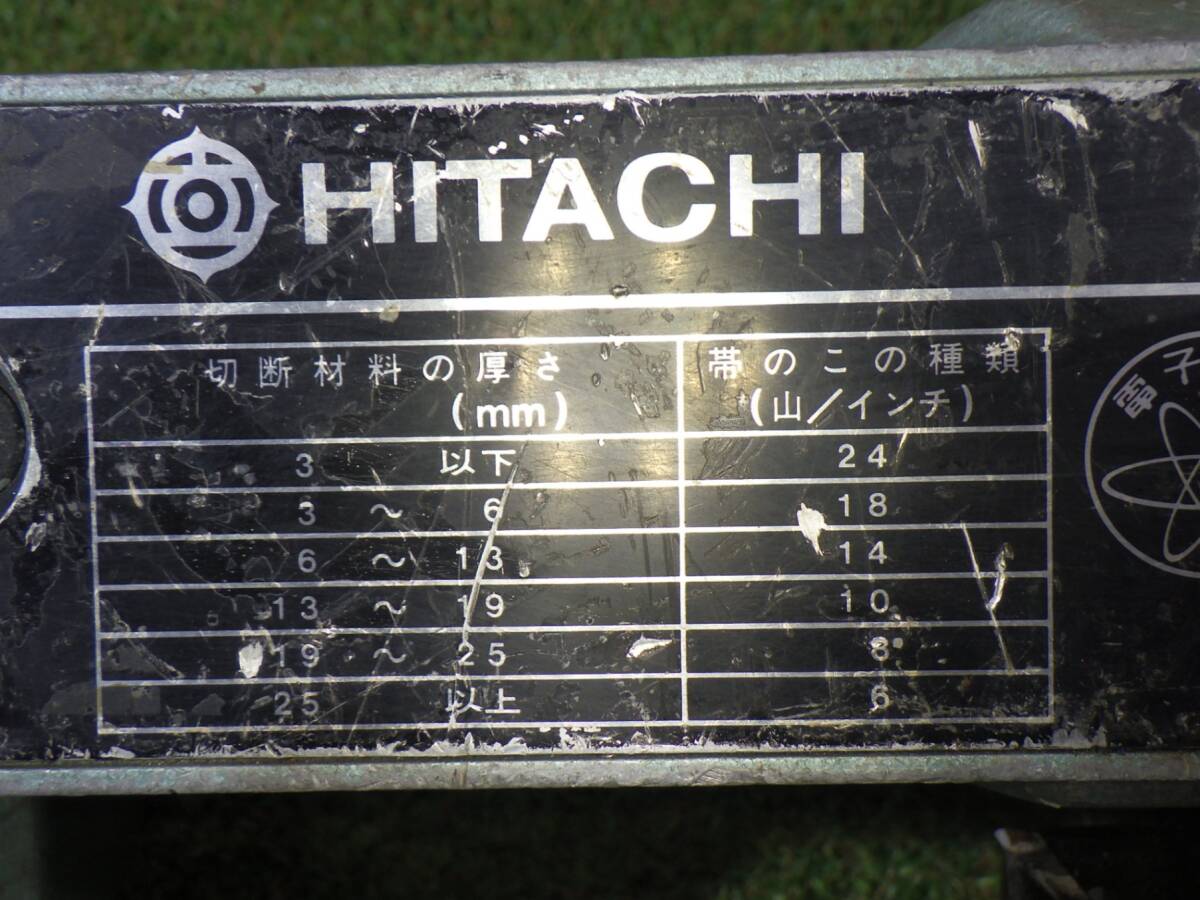 HITACHI
切断材料の厚さ 帯のこの種類
(mm) (山/インチ)
3 以下 24
3 ~ 6 18
6 ~ 13 14
13 ~ 19 10
19 ~ 25 8
25 以上 6
電子